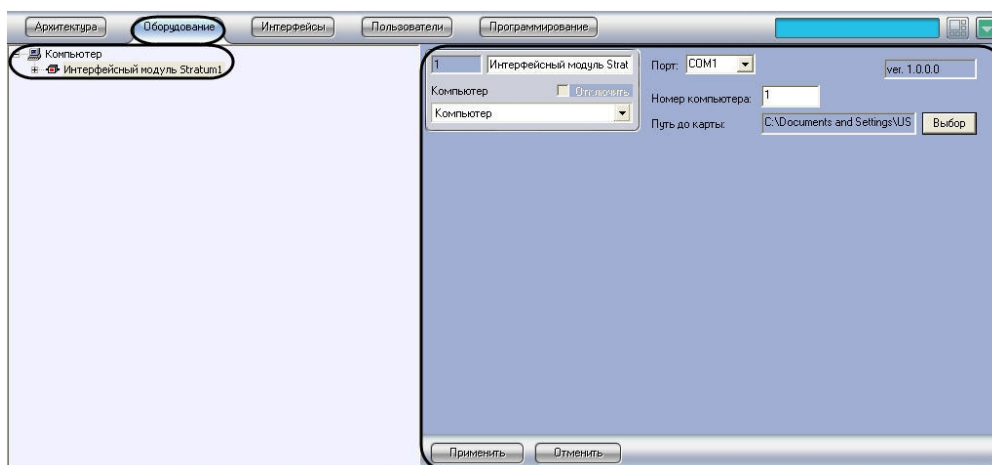 Архитектура Оборудование Интерфейсы Пользователи Программирование
Компьютер
Интерфейсный модуль Stratum1
1 Интерфейсный модуль Strat
Компьютер Отключить
Компьютер
Порт: COM1 ver. 1.0.0.0
Номер компьютера: 1
Путь до карты: C:\Documents and Settings\US Выбор
Применить Отменить